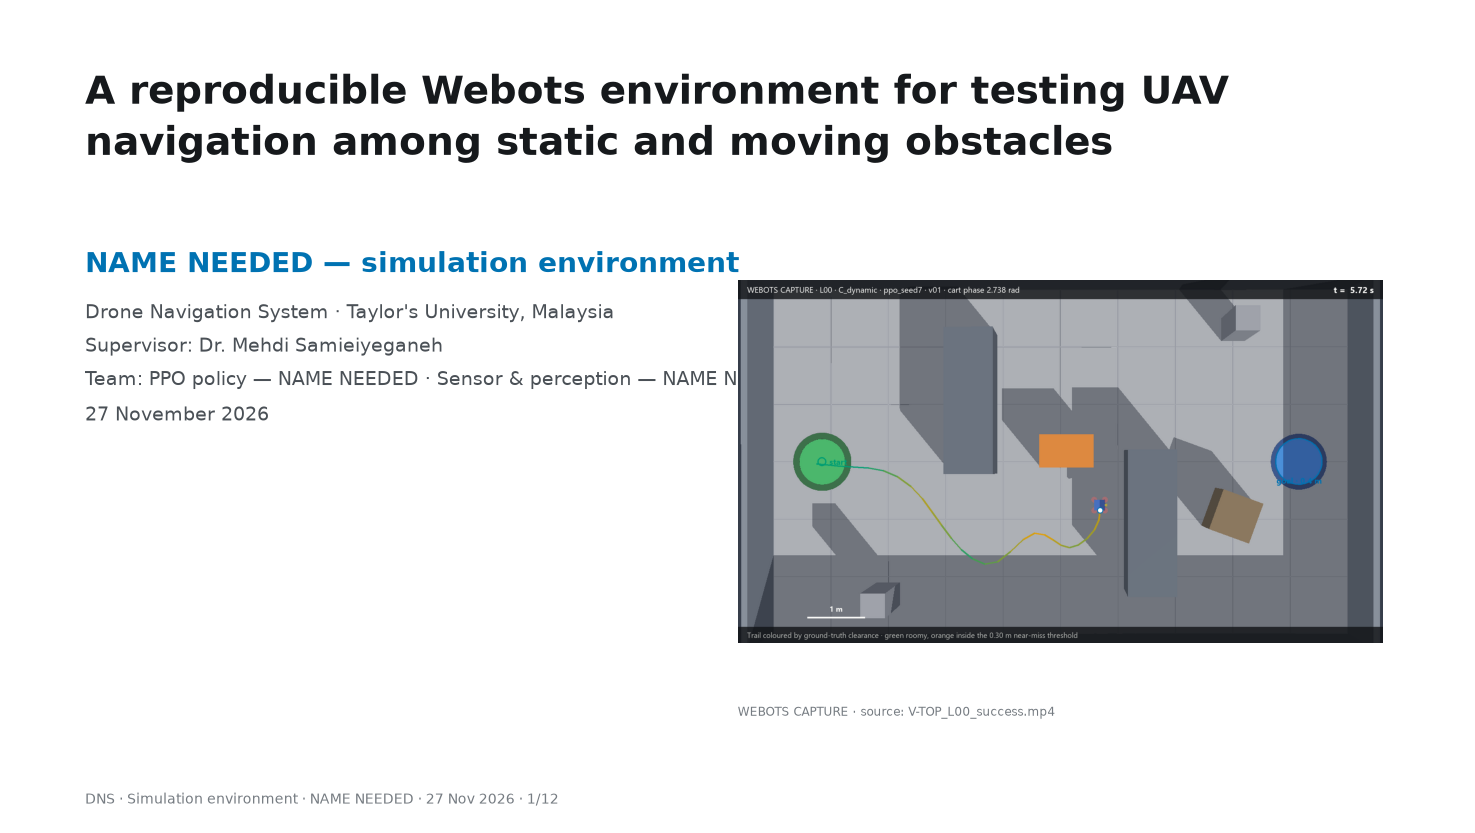 A reproducible Webots environment for testing UAV
navigation among static and moving obstacles
NAME NEEDED — simulation environment
Drone Navigation System · Taylor's University, Malaysia
Supervisor: Dr. Mehdi Samieiyeganeh
Team: PPO policy — NAME NEEDED · Sensor & perception — NAME N
27 November 2026
WEBOTS CAPTURE · L00 · C_dynamic · ppo_seed7 · v01 · cart phase 2.738 rad
t = 5.72 s
start
1 m
Trail coloured by ground-truth clearance · green roomy, orange inside the 0.30 m near-miss threshold
WEBOTS CAPTURE · source: V-TOP_L00_success.mp4
DNS · Simulation environment · NAME NEEDED · 27 Nov 2026 · 1/12